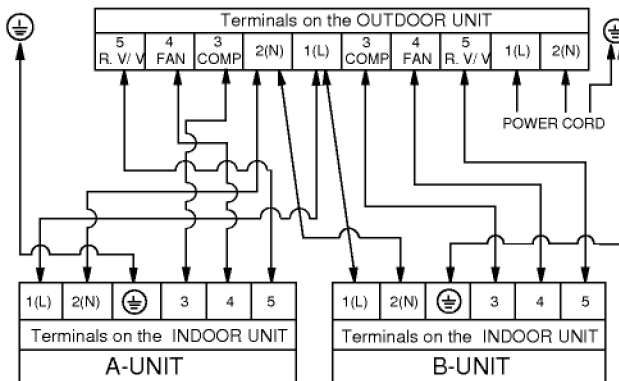 Terminals on the OUTDOOR UNIT
5 4 3 2(N) 1(L) 3 4 5 1(L) 2(N)
R. V/ V FAN COMP COMP FAN R. V/ V
POWER CORD
1(L) 2(N) 3 4 5
Terminals on the INDOOR UNIT
A-UNIT
1(L) 2(N) 3 4 5
Terminals on the INDOOR UNIT
B-UNIT